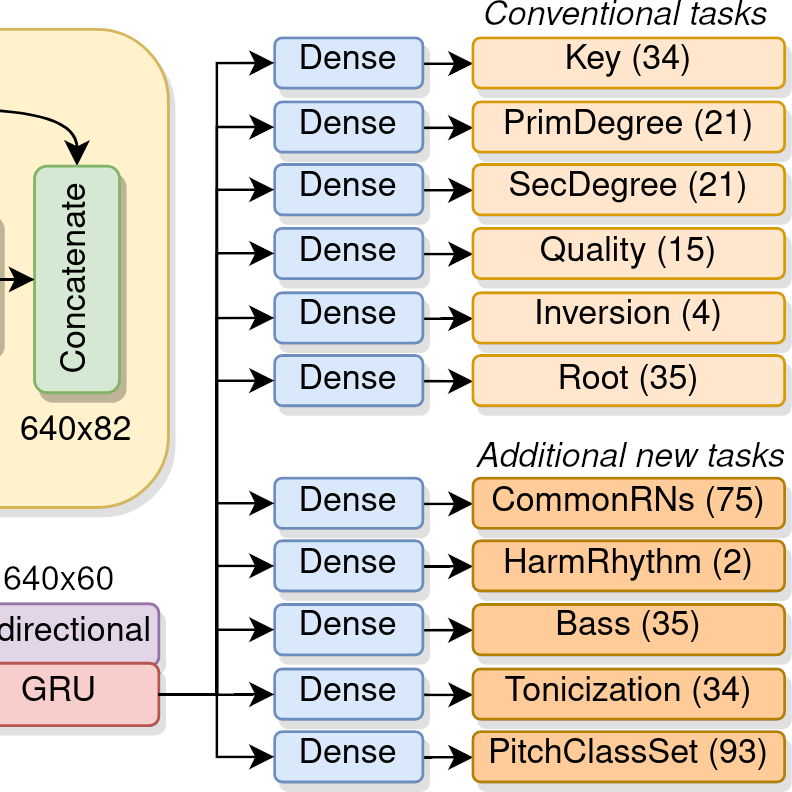 Conventional tasks
Dense
Key (34)
Dense
PrimDegree (21)
Dense
SecDegree (21)
Dense
Quality (15)
Dense
Inversion (4)
Dense
Root (35)
Concatenate
640x82
Additional new tasks
Dense
CommonRNs (75)
Dense
HarmRhythm (2)
Dense
Bass (35)
Dense
Tonicization (34)
Dense
PitchClassSet (93)
640x60
directional
GRU